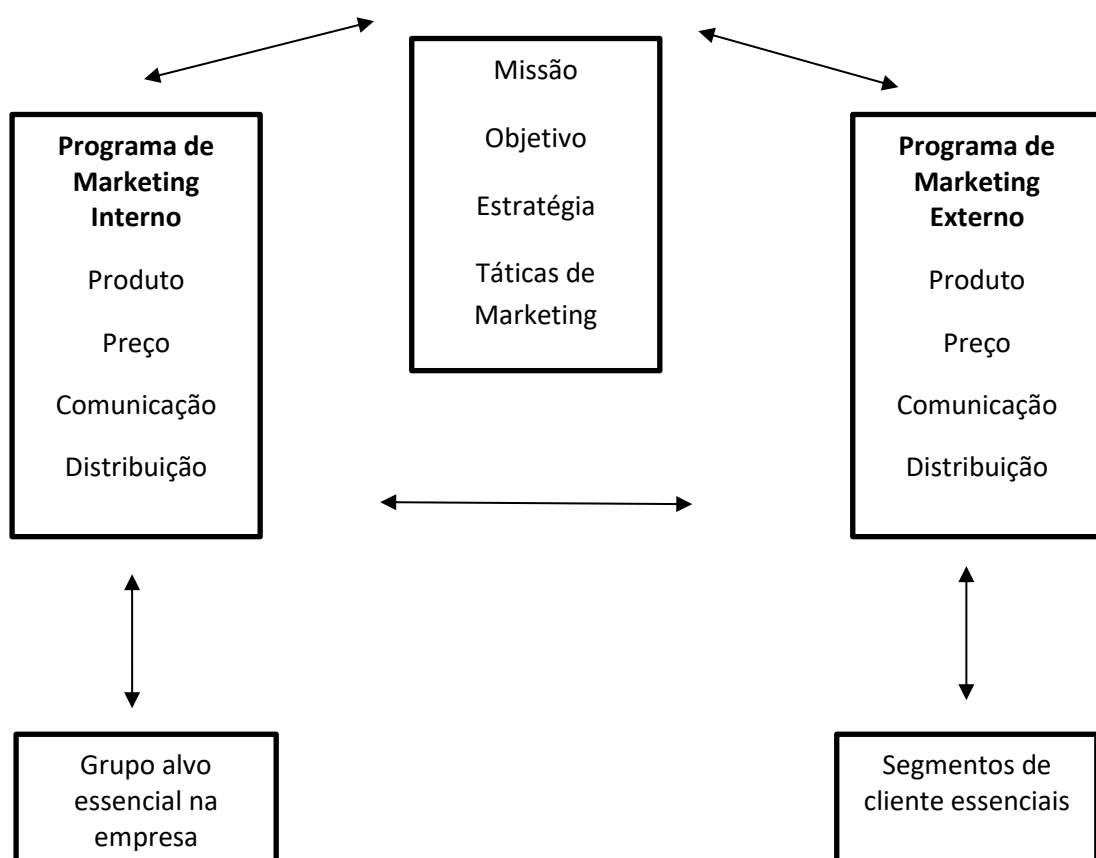 Missão
Objetivo
Estratégia
Táticas de
Marketing
Programa de
Marketing
Interno
Produto
Preço
Comunicação
Distribuição
Programa de
Marketing
Externo
Produto
Preço
Comunicação
Distribuição
Grupo alvo
essencial na
empresa
Segmentos de
cliente essenciais